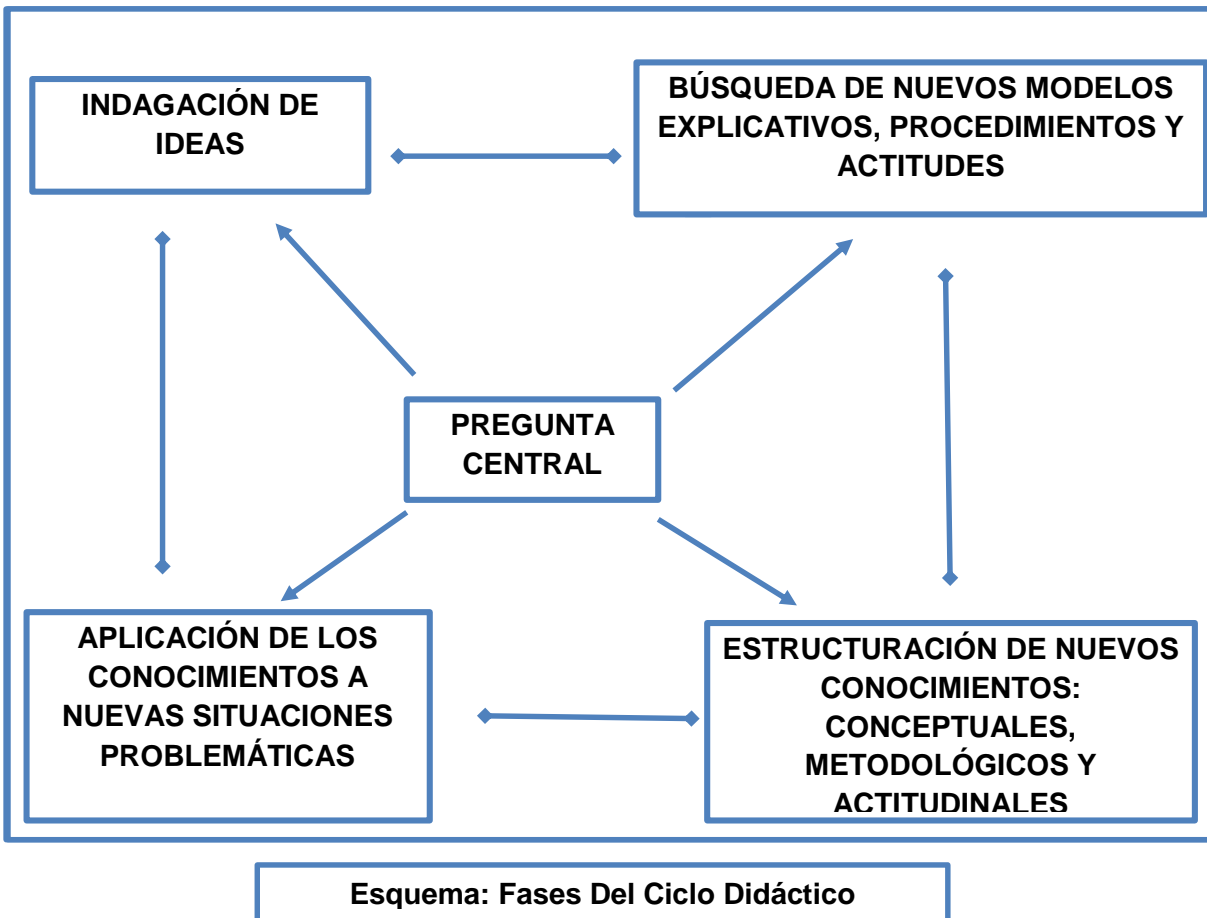 INDAGACIÓN DE
IDEAS
BÚSQUEDA DE NUEVOS MODELOS
EXPLICATIVOS, PROCEDIMIENTOS Y
ACTITUDES
PREGUNTA
CENTRAL
APLICACIÓN DE LOS
CONOCIMIENTOS A
NUEVAS SITUACIONES
PROBLEMÁTICAS
ESTRUCTURACIÓN DE NUEVOS
CONOCIMIENTOS:
CONCEPTUALES,
METODOLÓGICOS Y
ACTITUDINALES
Esquema: Fases Del Ciclo Didáctico